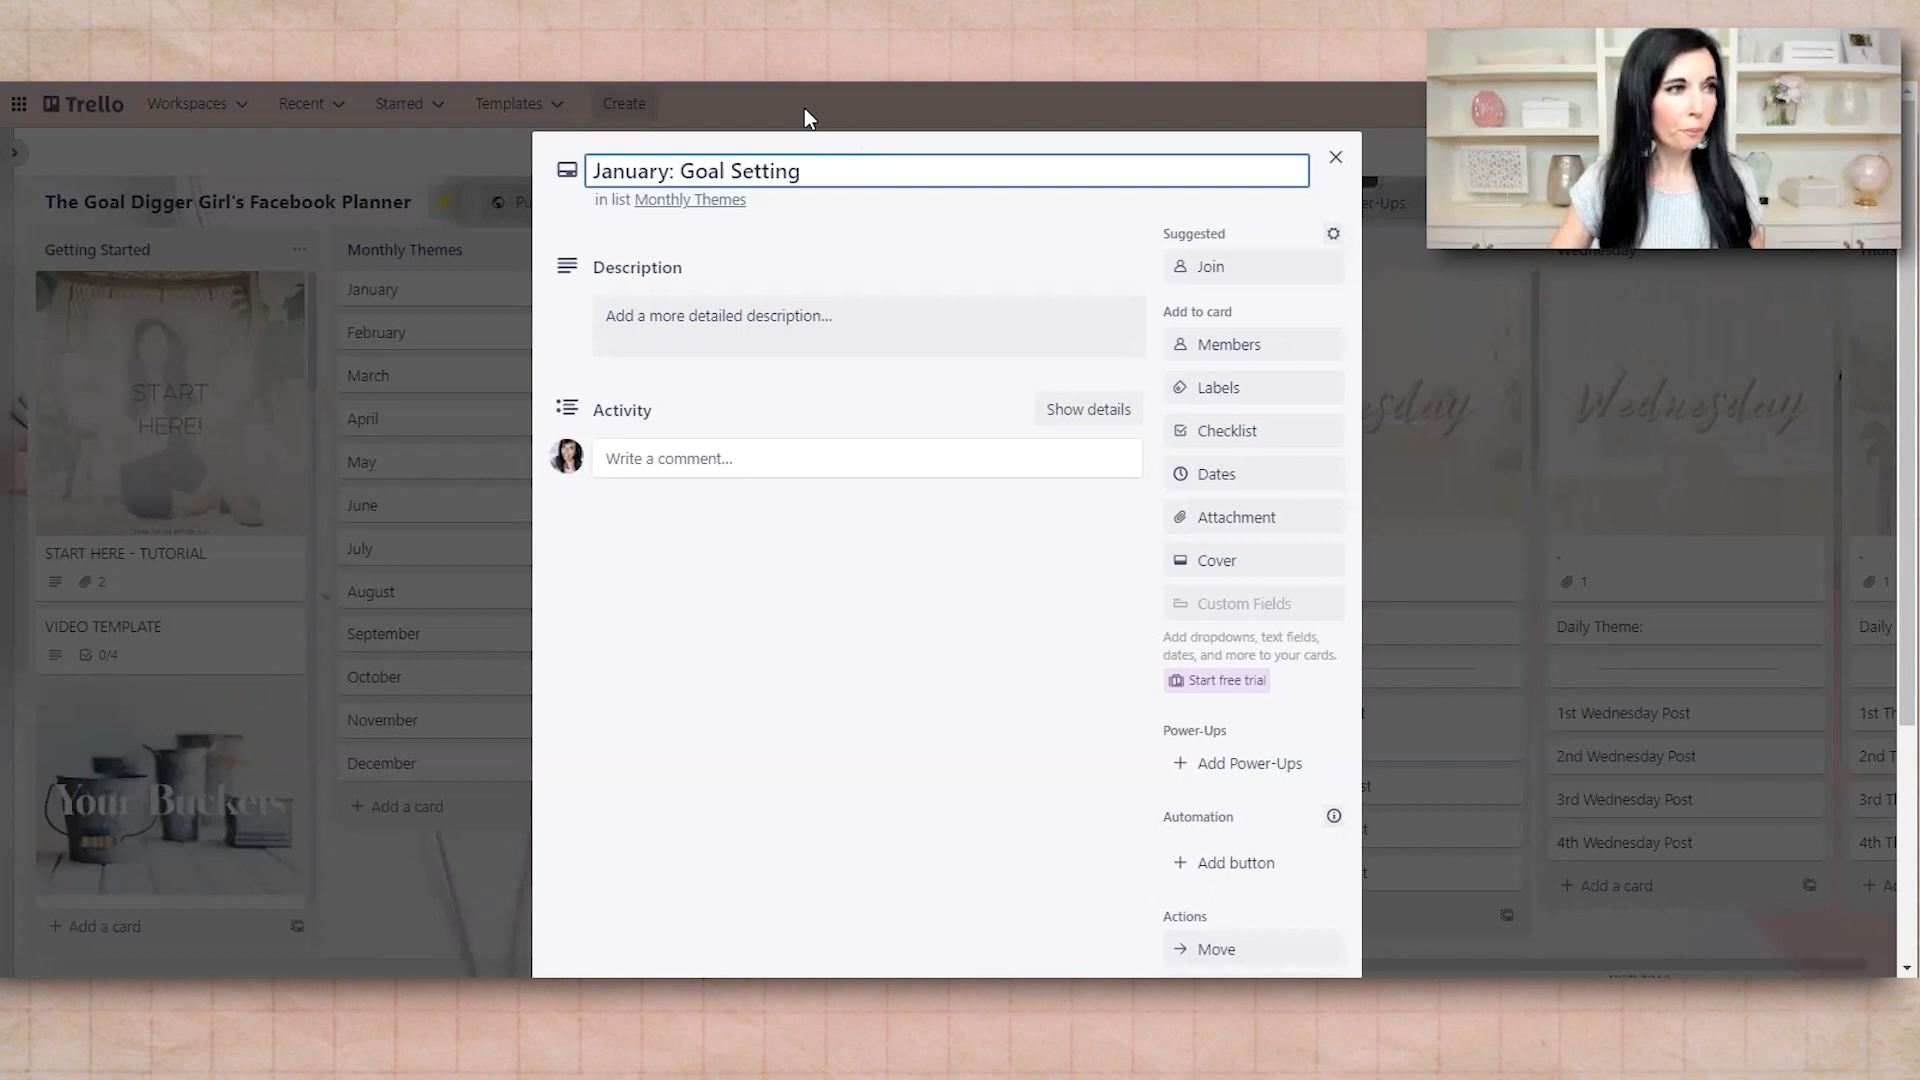 Trello
Workspaces
Recent
Starred
Templates
Create
The Goal Digger Girl's Facebook Planner
er-Ups
Getting Started
START
HERE!
START HERE - TUTORIAL
2
VIDEO TEMPLATE
0/4
Your Buckets
+ Add a card
Monthly Themes
January
February
March
April
May
June
July
August
September
October
November
December
+ Add a card
January: Goal Setting
in list Monthly Themes
Description
Add a more detailed description...
Activity
Show details
Write a comment...
Suggested
Join
Add to card
Members
Labels
Checklist
Dates
Attachment
Cover
Custom Fields
Add dropdowns, text fields,
dates, and more to your cards.
Start free trial
Power-Ups
+ Add Power-Ups
Automation
+ Add button
Actions
Move
sday
Wednesday
Wednesday
.
1
Daily Theme:
1st Wednesday Post
2nd Wednesday Post
3rd Wednesday Post
4th Wednesday Post
+ Add a card
.
1
Daily
1st Th
2nd T
3rd Tl
4th Tl